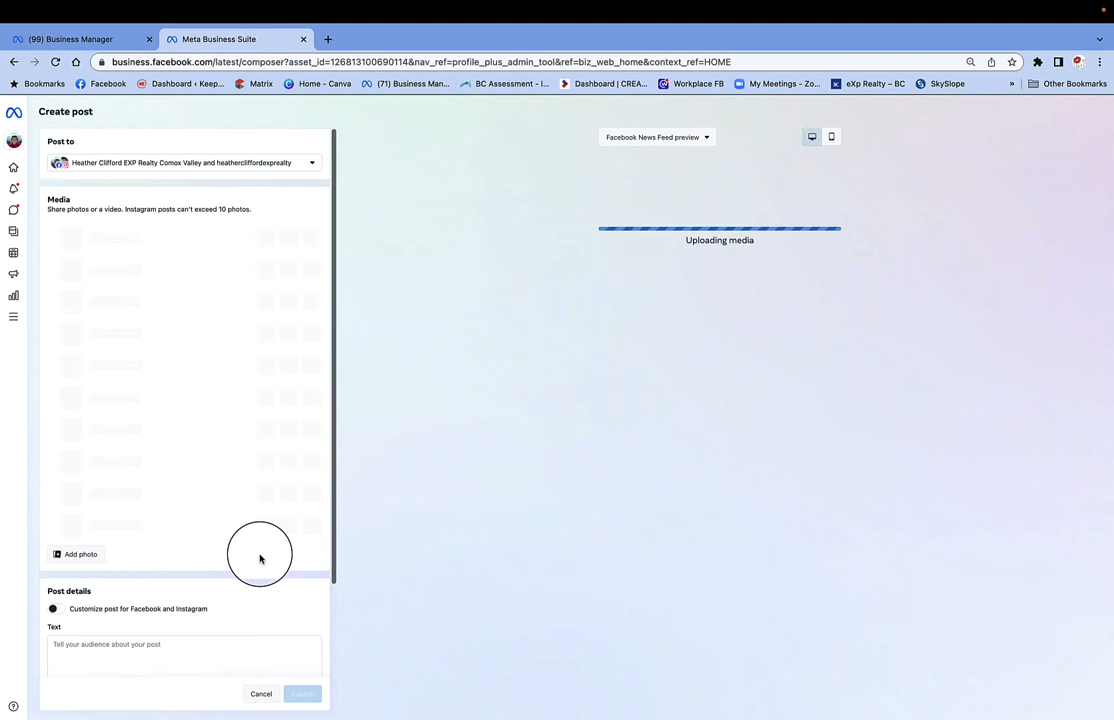 (99) Business Manager
Meta Business Suite
business.facebook.com/latest/composer?asset_id=126813100690114&nav_ref=profile_plus_admin_tool&ref=biz_web_home&context_ref=HOME
Bookmarks
Facebook
Dashboard ‹ Keep...
Matrix
Home - Canva
(71) Business Man...
BC Assessment - I...
Dashboard | CREA...
Workplace FB
My Meetings - Zo...
eXp Realty – BC
SkySlope
»
Other Bookmarks
Create post
Post to
Heather Clifford EXP Realty Comox Valley and heathercliffordexprealty
Media
Share photos or a video. Instagram posts can't exceed 10 photos.
Add photo
Post details
Customize post for Facebook and Instagram
Text
Tell your audience about your post
Cancel
Publish
Facebook News Feed preview
Uploading media